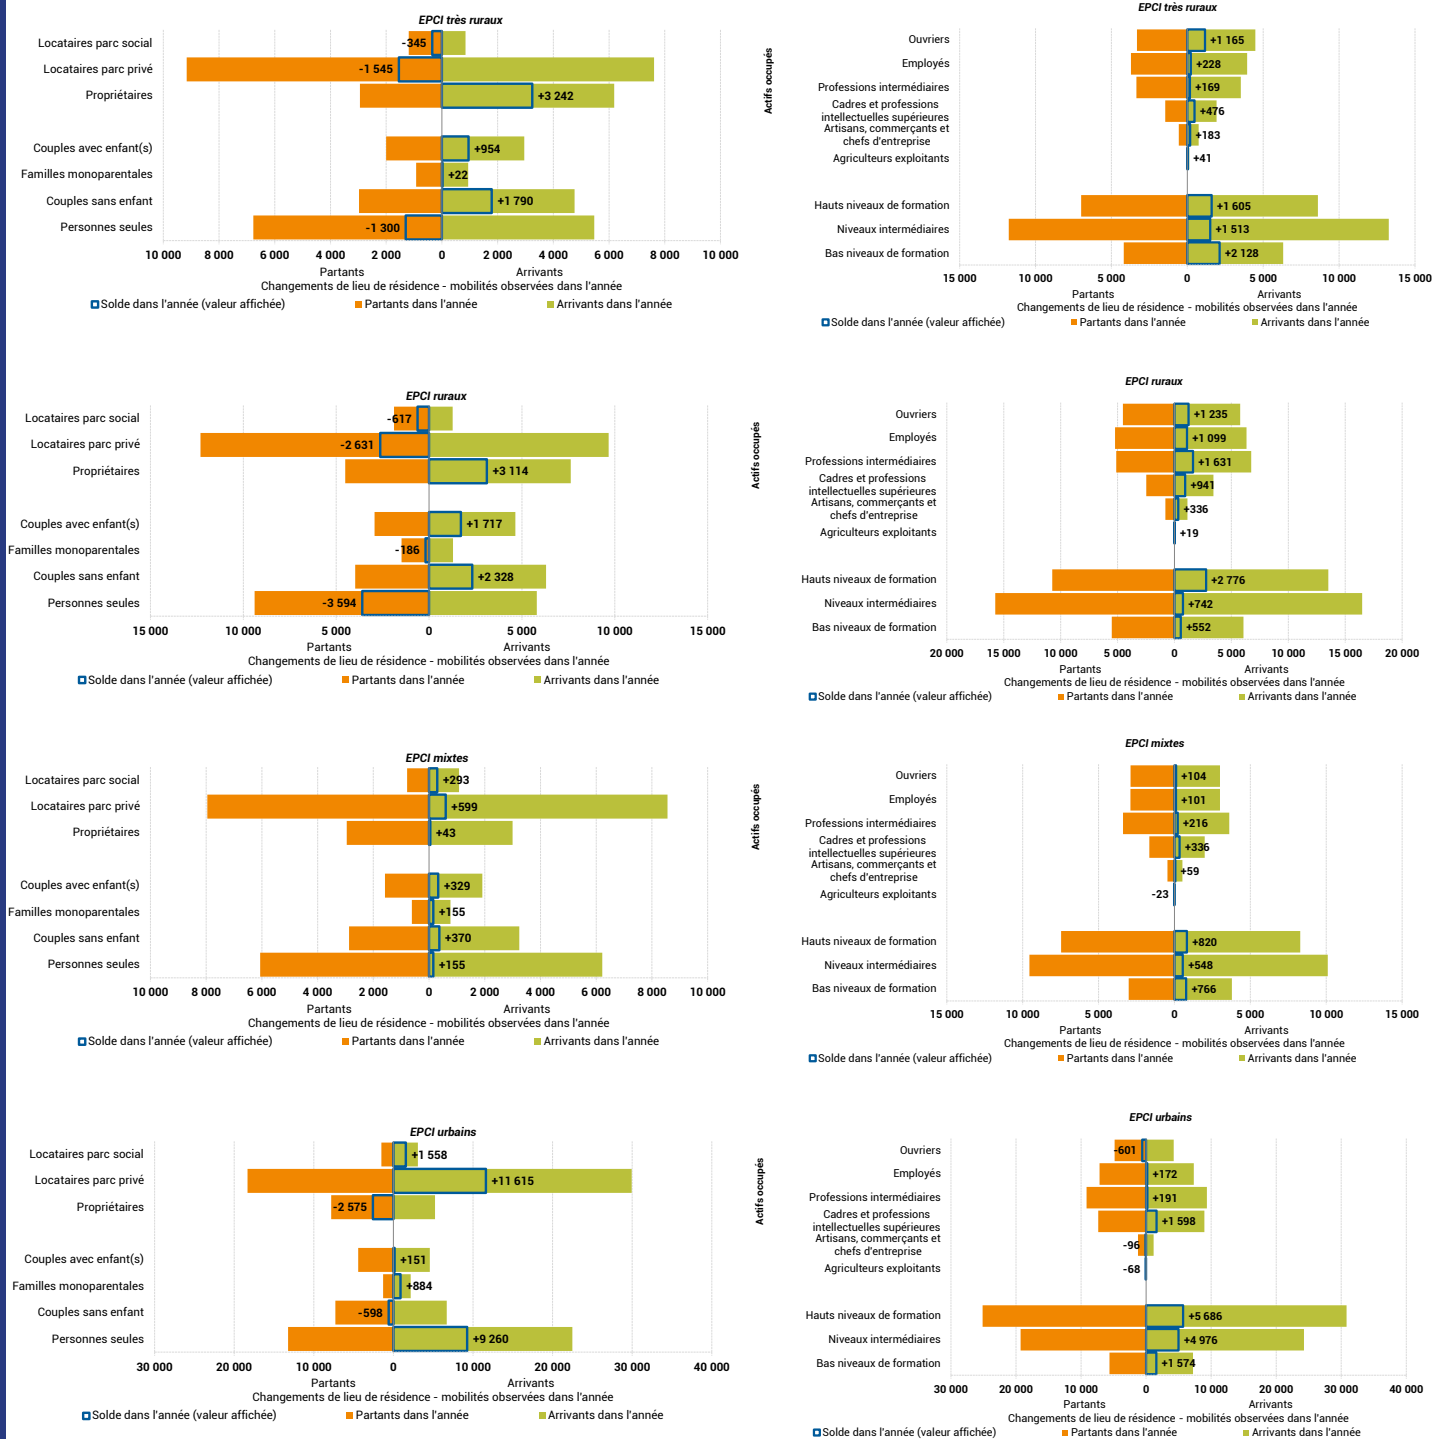 EPCI très ruraux
Locataires parc social
-345
Locataires parc privé
-1 545
Propriétaires
+3 242
Couples avec enfant(s)
+954
Familles monoparentales
+22
Couples sans enfant
+1 790
Personnes seules
-1 300
10 000 8 000 6 000 4 000 2 000 0 2 000 4 000 6 000 8 000 10 000
Partants Arrivants
Changements de lieu de résidence - mobilités observées dans l'année
Solde dans l'année (valeur affichée) Partants dans l'année Arrivants dans l'année
EPCI très ruraux
Actifs occupés
Ouvriers
+1 165
Employés
+228
Professions intermédiaires
+169
Cadres et professions
intellectuelles supérieures
+476
Artisans, commerçants et
chefs d'entreprise
+183
Agriculteurs exploitants
+41
Hauts niveaux de formation
+1 605
Niveaux intermédiaires
+1 513
Bas niveaux de formation
+2 128
15 000 10 000 5 000 0 5 000 10 000 15 000
Partants Arrivants
Changements de lieu de résidence - mobilités observées dans l'année
Solde dans l'année (valeur affichée) Partants dans l'année Arrivants dans l'année
EPCI ruraux
Locataires parc social
-617
Locataires parc privé
-2 631
Propriétaires
+3 114
Couples avec enfant(s)
+1 717
Familles monoparentales
-186
Couples sans enfant
+2 328
Personnes seules
-3 594
15 000 10 000 5 000 0 5 000 10 000 15 000
Partants Arrivants
Changements de lieu de résidence - mobilités observées dans l'année
Solde dans l'année (valeur affichée) Partants dans l'année Arrivants dans l'année
EPCI ruraux
Actifs occupés
Ouvriers
+1 235
Employés
+1 099
Professions intermédiaires
+1 631
Cadres et professions
intellectuelles supérieures
+941
Artisans, commerçants et
chefs d'entreprise
+336
Agriculteurs exploitants
+19
Hauts niveaux de formation
+2 776
Niveaux intermédiaires
+742
Bas niveaux de formation
+552
20 000 15 000 10 000 5 000 0 5 000 10 000 15 000 20 000
Partants Arrivants
Changements de lieu de résidence - mobilités observées dans l'année
Solde dans l'année (valeur affichée) Partants dans l'année Arrivants dans l'année
EPCI mixtes
Locataires parc social
+293
Locataires parc privé
+599
Propriétaires
+43
Couples avec enfant(s)
+329
Familles monoparentales
+155
Couples sans enfant
+370
Personnes seules
+155
10 000 8 000 6 000 4 000 2 000 0 2 000 4 000 6 000 8 000 10 000
Partants Arrivants
Changements de lieu de résidence - mobilités observées dans l'année
Solde dans l'année (valeur affichée) Partants dans l'année Arrivants dans l'année
EPCI mixtes
Actifs occupés
Ouvriers
+104
Employés
+101
Professions intermédiaires
+216
Cadres et professions
intellectuelles supérieures
+336
Artisans, commerçants et
chefs d'entreprise
+59
Agriculteurs exploitants
-23
Hauts niveaux de formation
+820
Niveaux intermédiaires
+548
Bas niveaux de formation
+766
15 000 10 000 5 000 0 5 000 10 000 15 000
Partants Arrivants
Changements de lieu de résidence - mobilités observées dans l'année
Solde dans l'année (valeur affichée) Partants dans l'année Arrivants dans l'année
EPCI urbains
Locataires parc social
+1 558
Locataires parc privé
+11 615
Propriétaires
-2 575
Couples avec enfant(s)
+151
Familles monoparentales
+884
Couples sans enfant
-598
Personnes seules
+9 260
30 000 20 000 10 000 0 10 000 20 000 30 000 40 000
Partants Arrivants
Changements de lieu de résidence - mobilités observées dans l'année
Solde dans l'année (valeur affichée) Partants dans l'année Arrivants dans l'année
EPCI urbains
Actifs occupés
Ouvriers
-601
Employés
+172
Professions intermédiaires
+191
Cadres et professions
intellectuelles supérieures
+1 598
Artisans, commerçants et
chefs d'entreprise
-96
Agriculteurs exploitants
-68
Hauts niveaux de formation
+5 686
Niveaux intermédiaires
+4 976
Bas niveaux de formation
+1 574
30 000 20 000 10 000 0 10 000 20 000 30 000 40 000
Partants Arrivants
Changements de lieu de résidence - mobilités observées dans l'année
Solde dans l'année (valeur affichée) Partants dans l'année Arrivants dans l'année